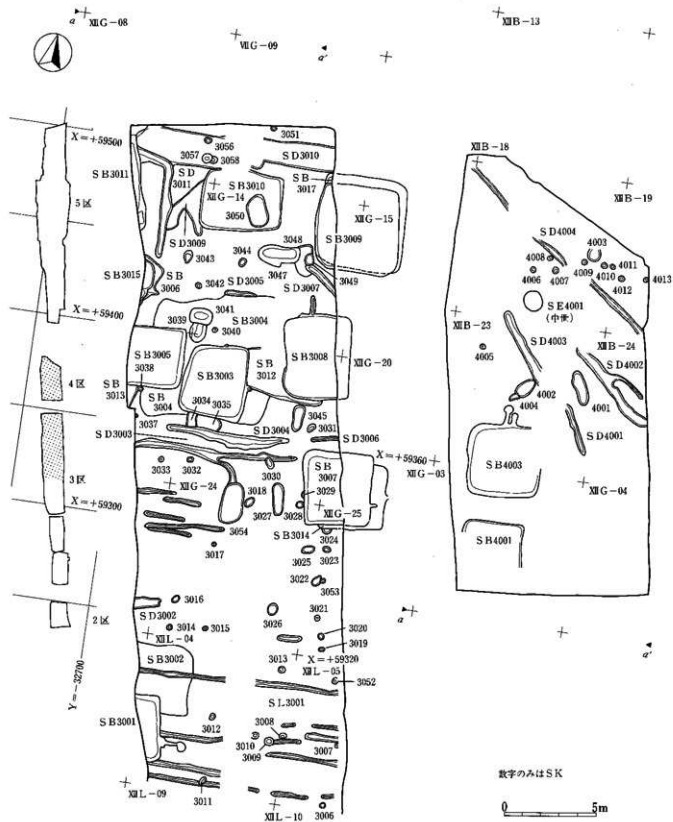 a XⅡG-08
VⅡG-09
a'
XⅡB-13
X=+59500
5区
X=+59400
4区
3区
X=+59300
2区
Y=-32700
3051
3056
3057
3058
SD3010
SB3011
SD
3011
XⅡG-14
SB3010
SB
3017
3050
XⅡG-15
SD3009
SB3009
3043
3044
3048
3047
SB3015
SB
3006
3042
SD3005
SD3007
3049
3041
3039
SB3004
3040
SB3005
SB3008
XⅡG-20
3038
SB3003
SB
3012
SB
3013
SB
3004
3034
3035
3037
3045
SD3004
3031
SD3003
SD3006
X=+59360
XⅡG-03
3033
3032
3030
SB
3007
XⅡG-24
3018
3029
3027
3028
XⅡG-25
3054
SB3014
3024
3017
3025
3023
3022
3053
3016
3021
SD3002
3026
3014
3015
3020
XⅡL-04
3019
SB3002
3013
X=+59320
XⅡL-05
3052
SL3001
SB3001
3012
3008
3010
3007
3009
XⅡL-09
3011
XⅡL-10
3006
a
a'
XⅡB-18
XⅡB-19
SD4004
4003
4008
4011
4006
4007
4009
4010
4012
4013
SE4001
(中世)
XⅡB-23
SD4003
XⅡB-24
4005
SD4002
4002
4001
4004
SD4001
SB4003
XⅡG-04
SB4001
数字のみはSK
0 5m